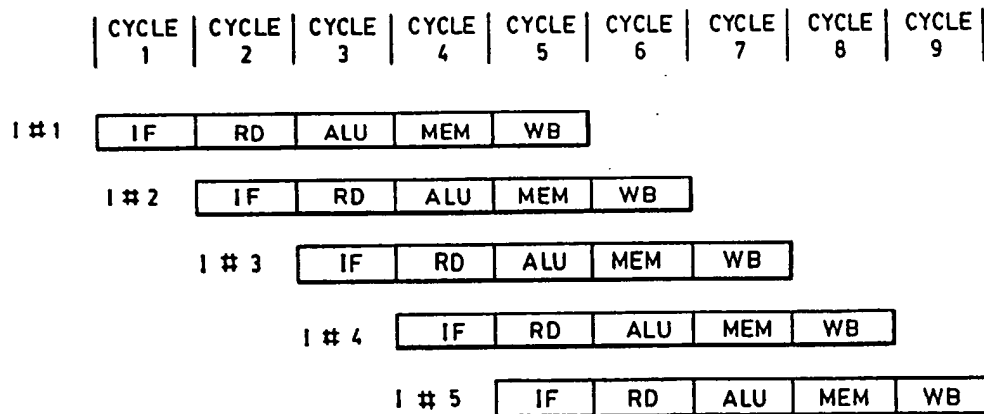 CYCLE CYCLE CYCLE CYCLE CYCLE CYCLE CYCLE CYCLE CYCLE
1 2 3 4 5 6 7 8 9
I #1 IF RD ALU MEM WB
I #2 IF RD ALU MEM WB
I # 3 IF RD ALU MEM WB
I # 4 IF RD ALU MEM WB
I # 5 IF RD ALU MEM WB